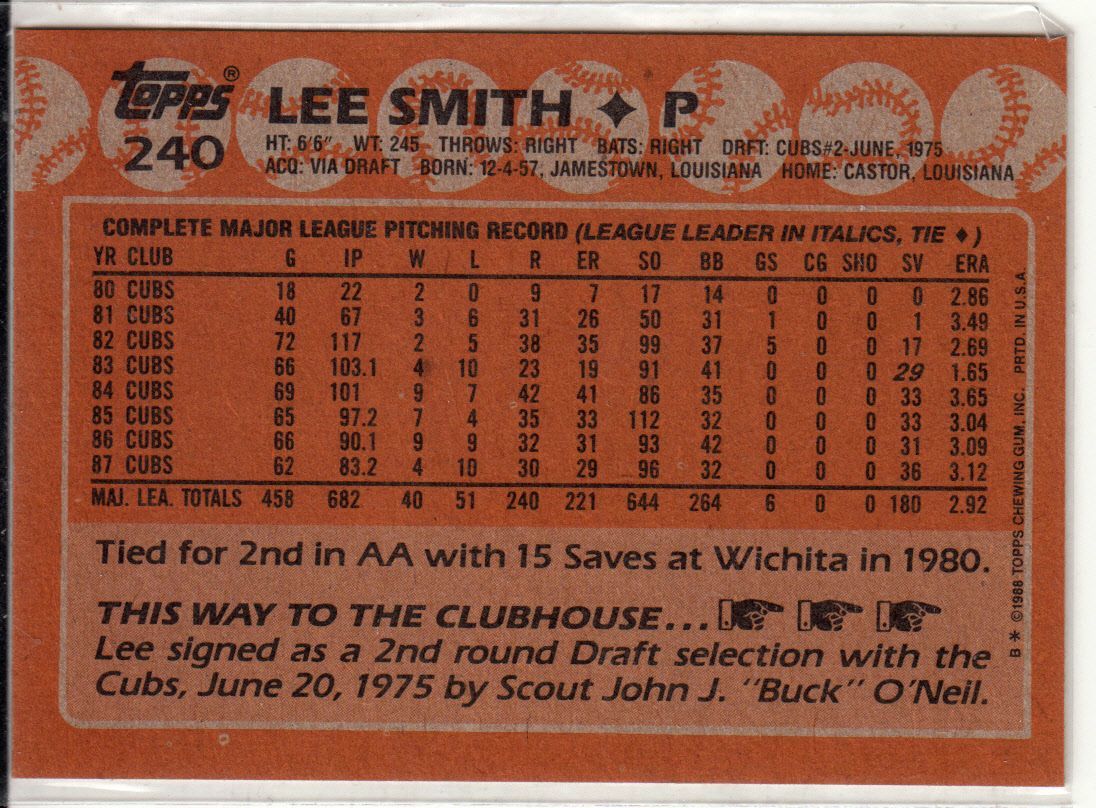 topps®
240
LEE SMITH ✦ P
HT: 6'6" WT: 245 THROWS: RIGHT BATS: RIGHT DRFT: CUBS#2-JUNE, 1975
ACQ: VIA DRAFT BORN: 12-4-57, JAMESTOWN, LOUISIANA HOME: CASTOR, LOUISIANA
COMPLETE MAJOR LEAGUE PITCHING RECORD (LEAGUE LEADER IN ITALICS, TIE ♦)
YR CLUB G IP W L R ER SO BB GS CG SHO SV ERA
80 CUBS 18 22 2 0 9 7 17 14 0 0 0 0 2.86
81 CUBS 40 67 3 6 31 26 50 31 1 0 0 1 3.49
82 CUBS 72 117 2 5 38 35 99 37 5 0 0 17 2.69
83 CUBS 66 103.1 4 10 23 19 91 41 0 0 0 29 1.65
84 CUBS 69 101 9 7 42 41 86 35 0 0 0 33 3.65
85 CUBS 65 97.2 7 4 35 33 112 32 0 0 0 33 3.04
86 CUBS 66 90.1 9 9 32 31 93 42 0 0 0 31 3.09
87 CUBS 62 83.2 4 10 30 29 96 32 0 0 0 36 3.12
MAJ. LEA. TOTALS 458 682 40 51 240 221 644 264 6 0 0 180 2.92
Tied for 2nd in AA with 15 Saves at Wichita in 1980.
THIS WAY TO THE CLUBHOUSE...
Lee signed as a 2nd round Draft selection with the
Cubs, June 20, 1975 by Scout John J. "Buck" O'Neil.
B* ©1988 TOPPS CHEWING GUM, INC. PRTD. IN U.S.A.